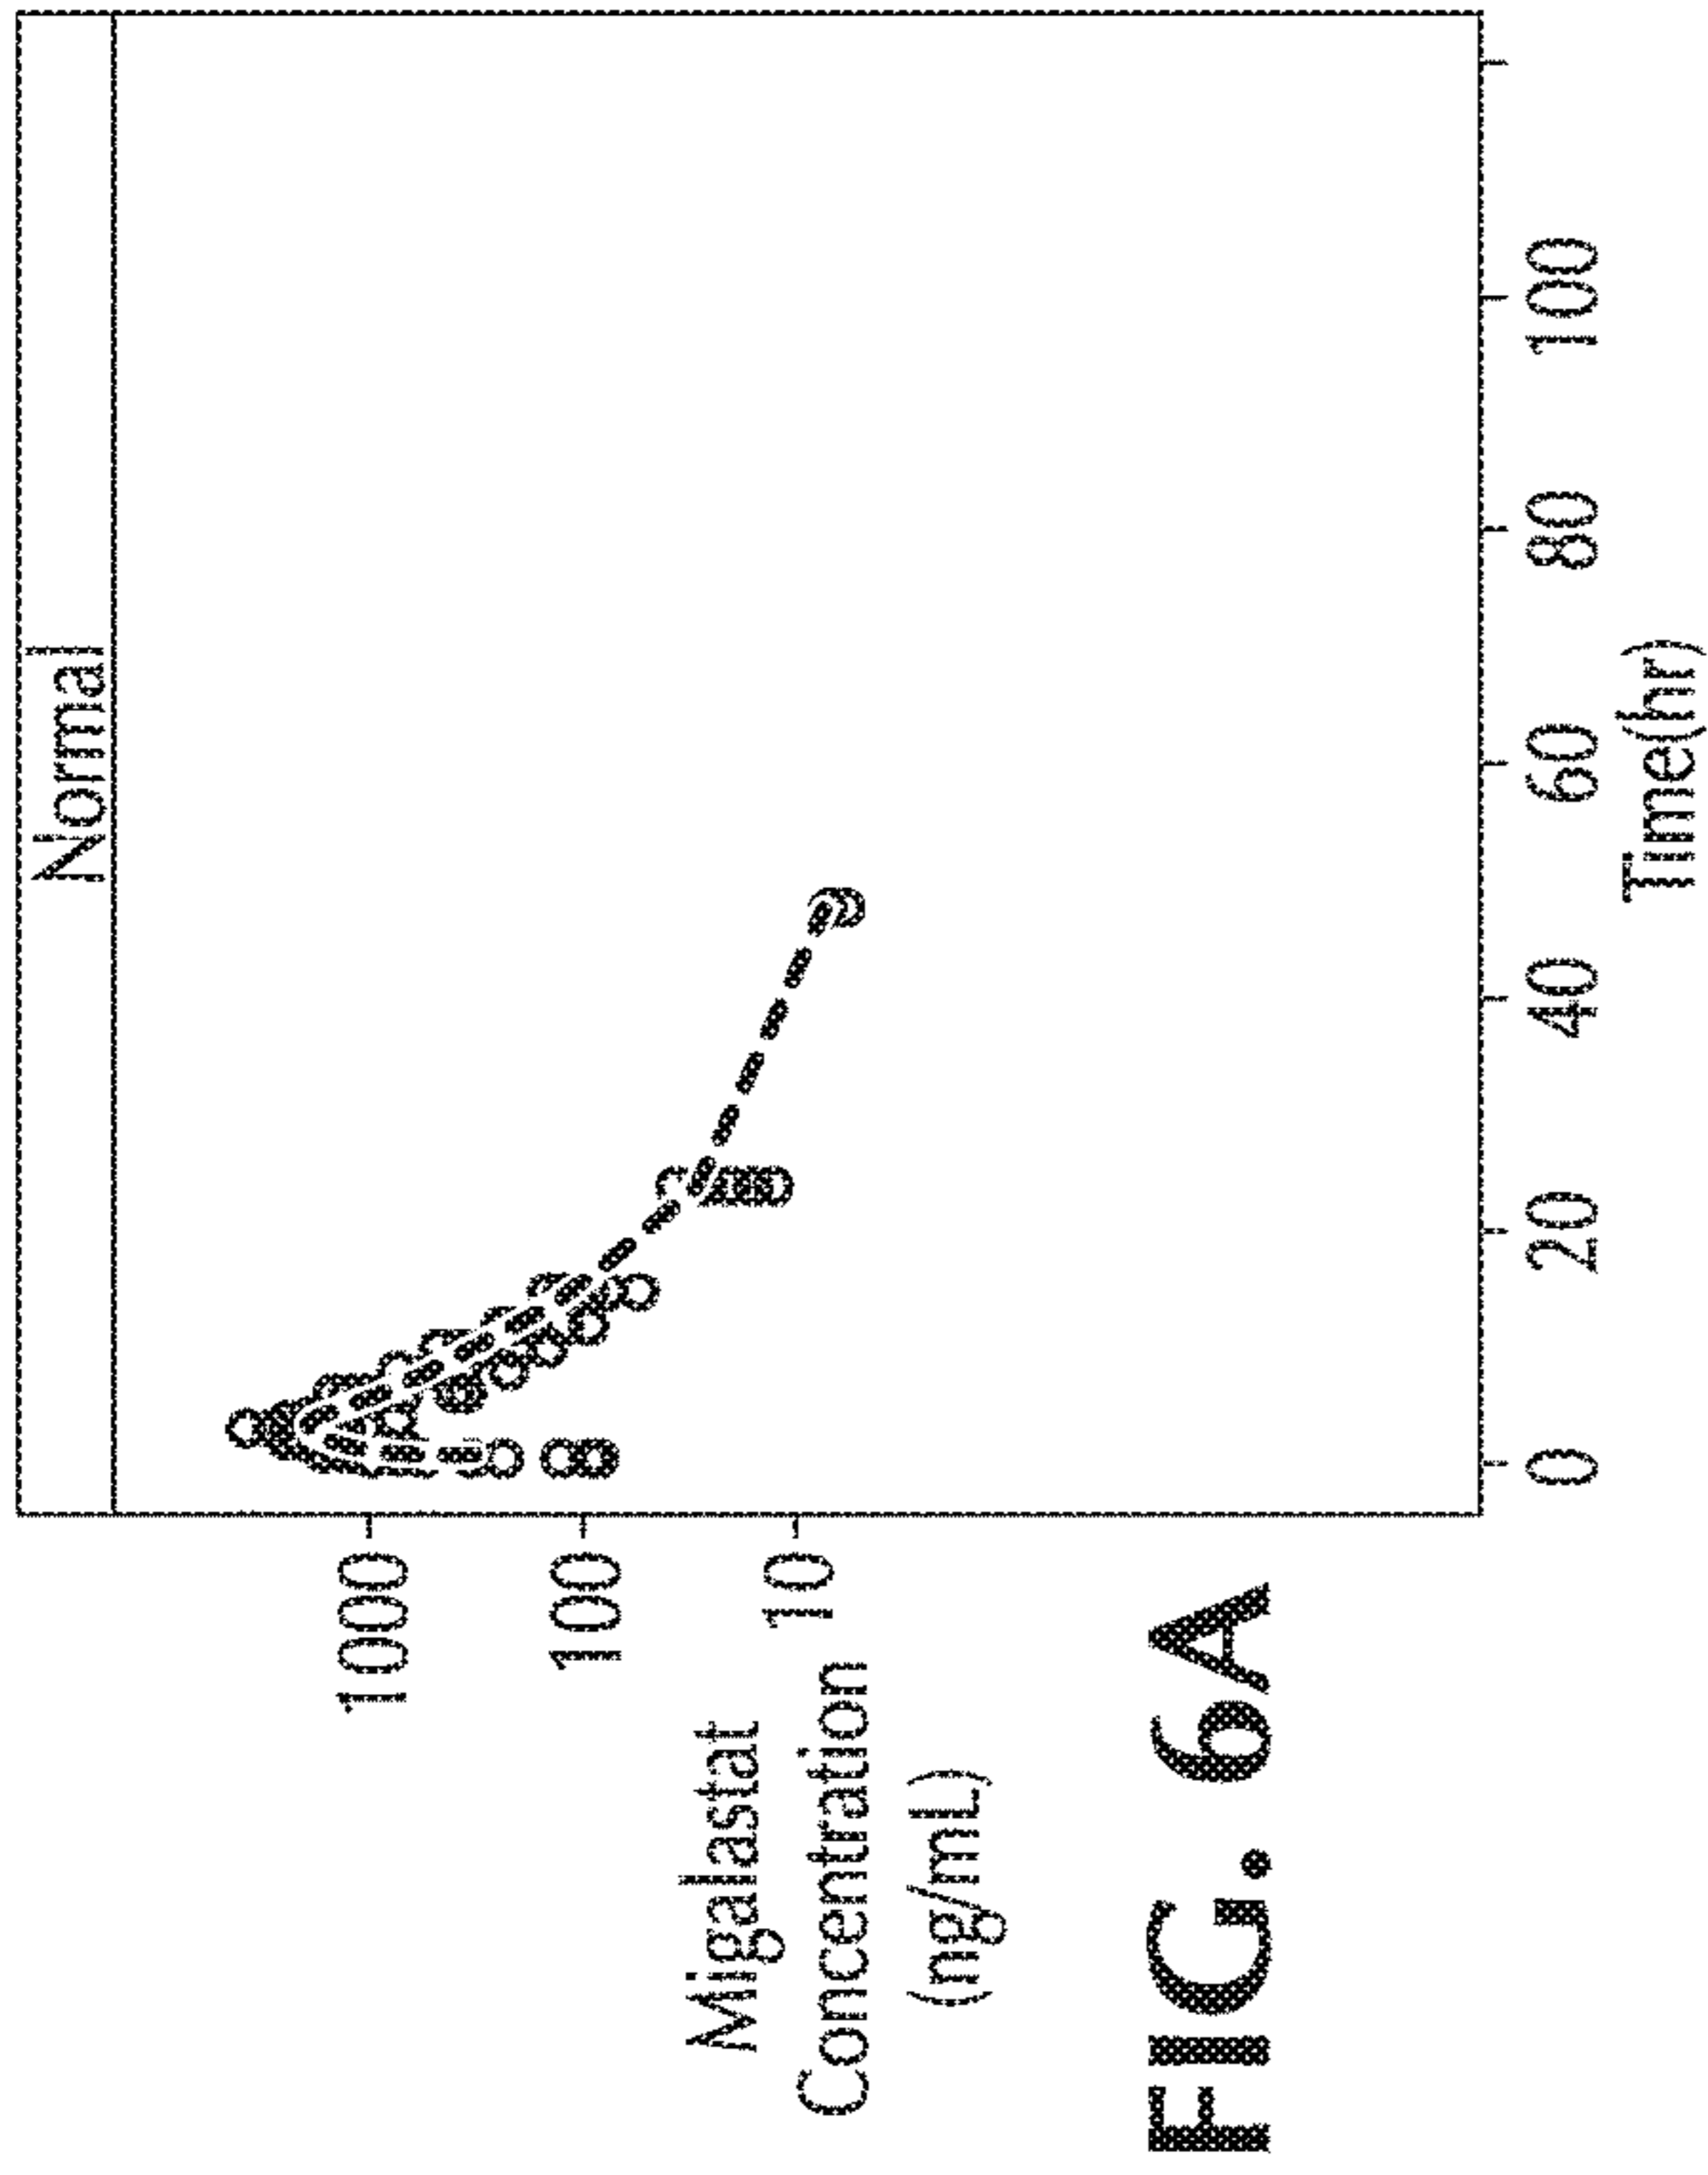 Normal
1000
100
10
Migalastat
Concentration
(ng/mL)
0 20 40 60 80 100
Time(hr)
FIG. 6A